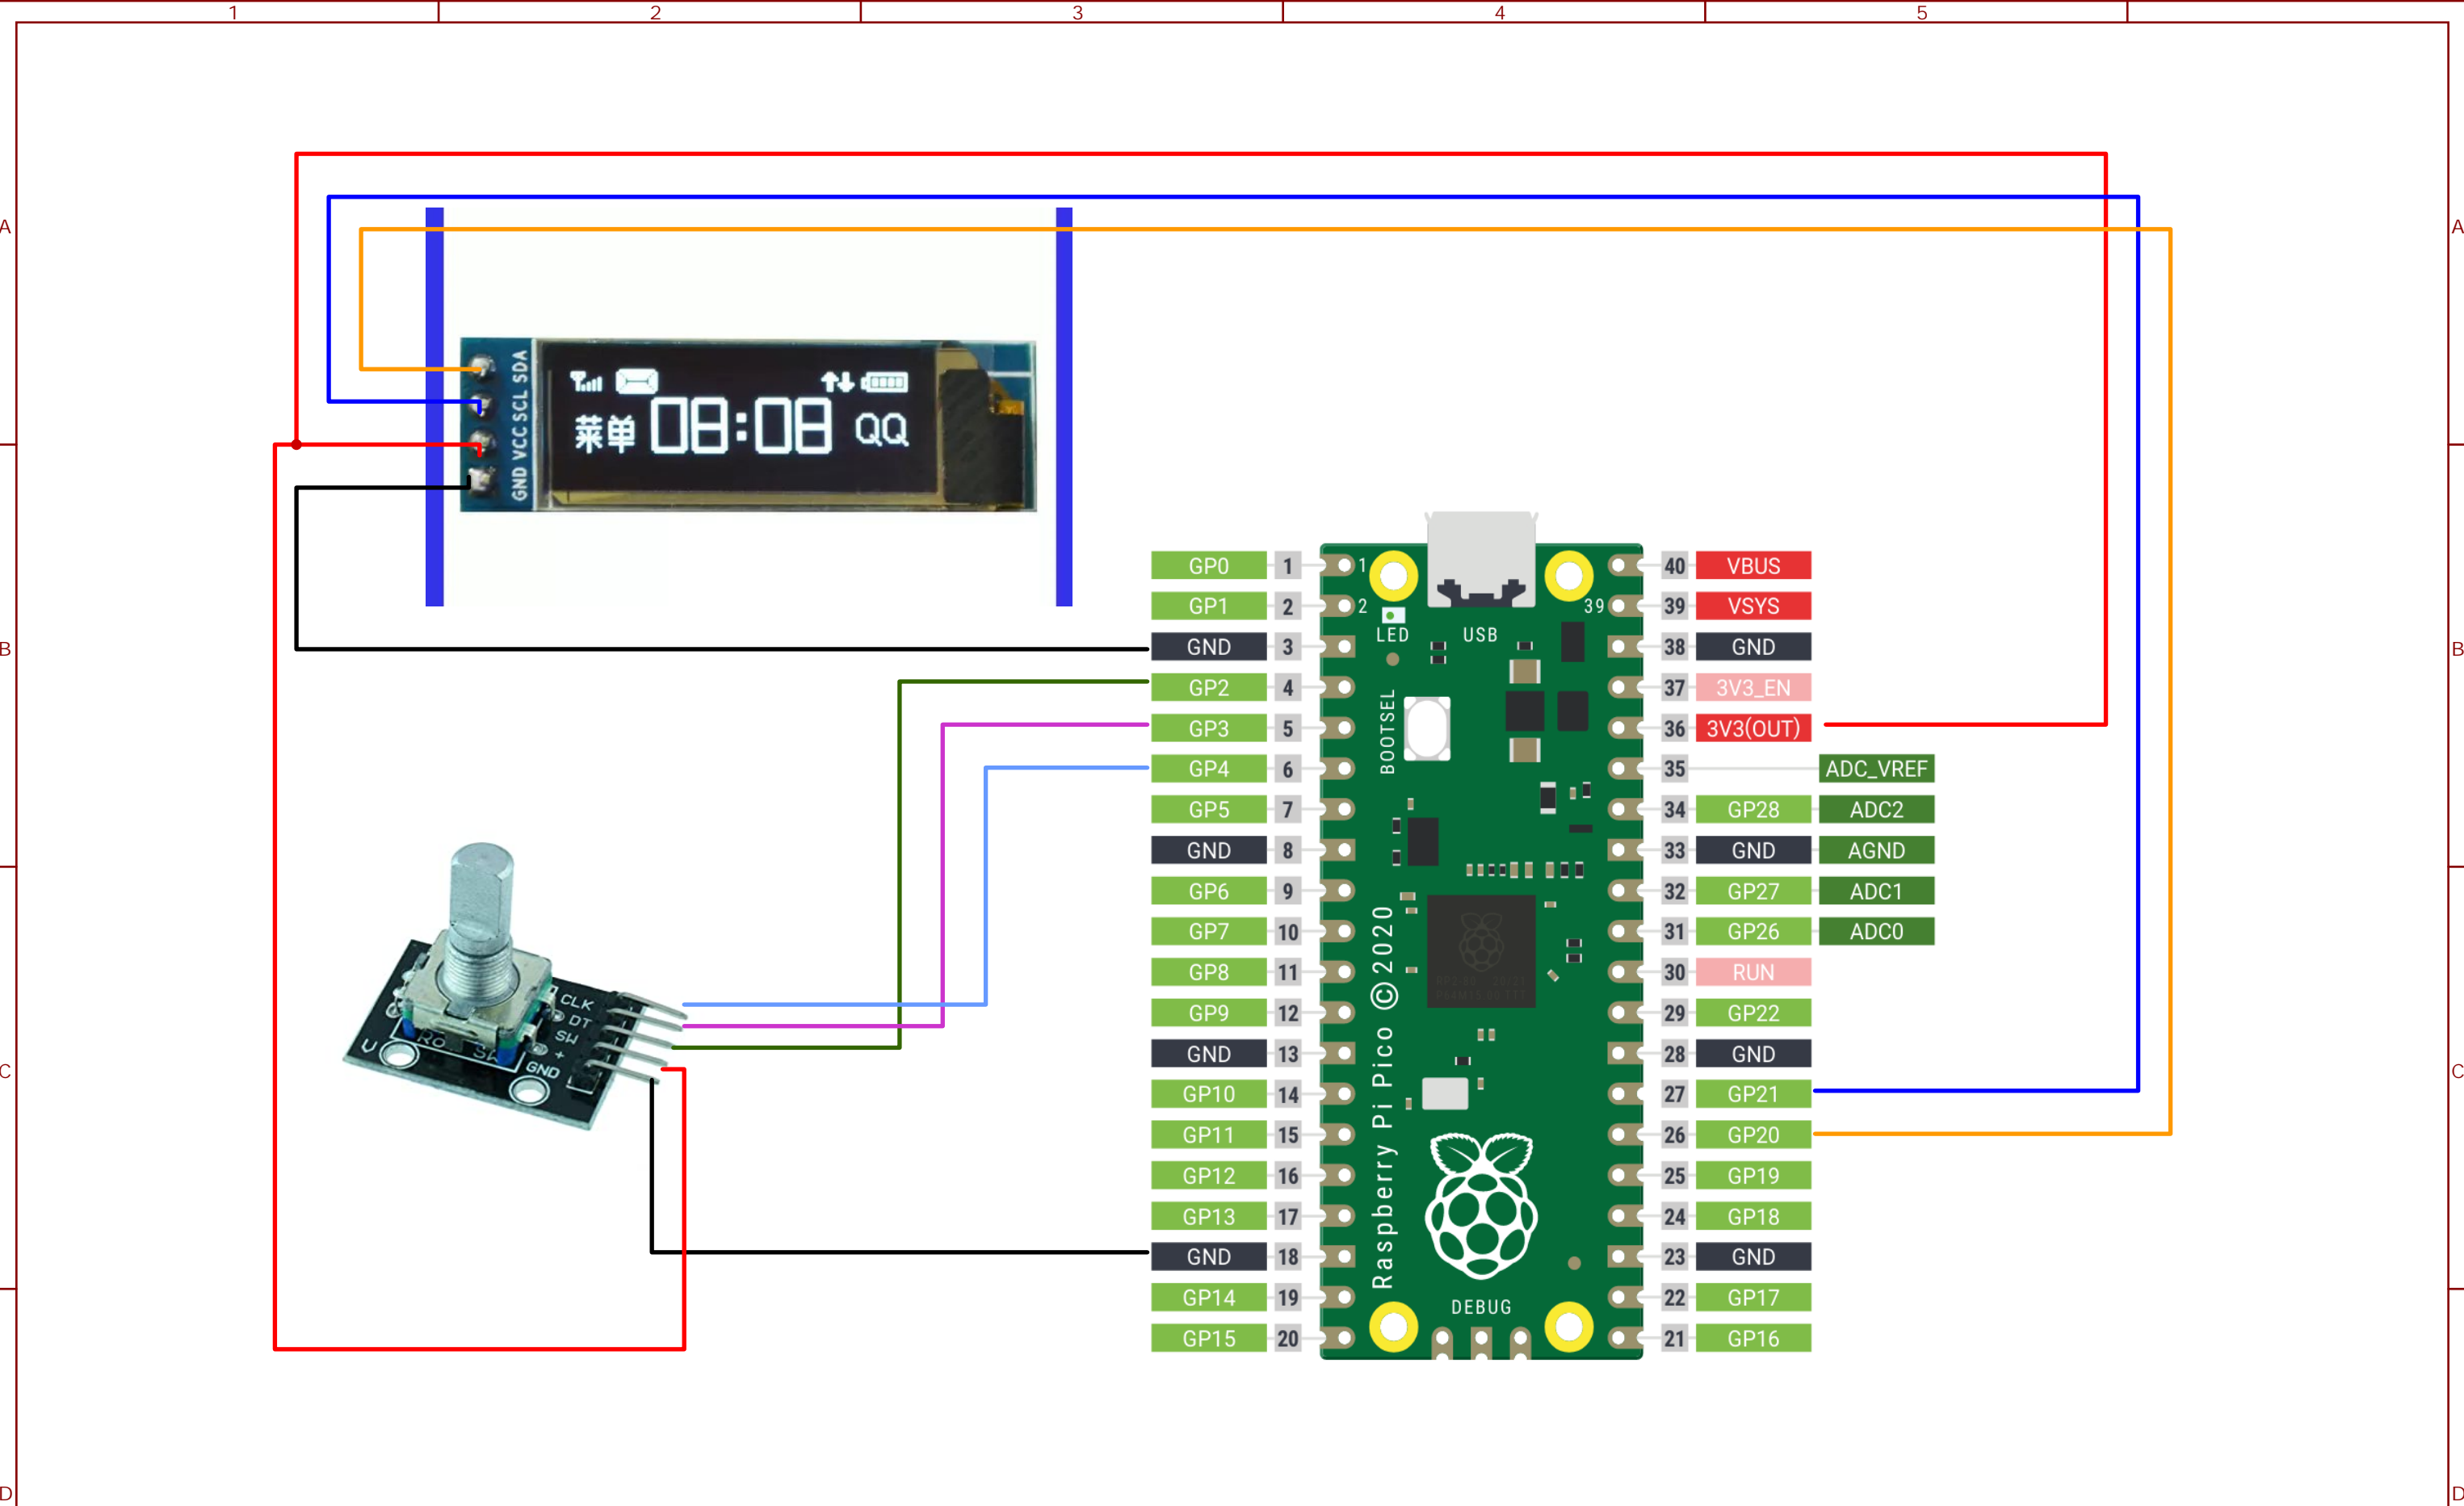 1 2 3 4 5
A A
B B
C C
D D
SDA
SCL
VCC
GND
菜单 08:08 QQ
GP0 1
GP1 2
GND 3
GP2 4
GP3 5
GP4 6
GP5 7
GND 8
GP6 9
GP7 10
GP8 11
GP9 12
GND 13
GP10 14
GP11 15
GP12 16
GP13 17
GND 18
GP14 19
GP15 20
1
2
39
LED
USB
BOOTSEL
Raspberry Pi Pico © 2020
DEBUG
40 VBUS
39 VSYS
38 GND
37 3V3_EN
36 3V3(OUT)
35 ADC_VREF
34 GP28 ADC2
33 GND AGND
32 GP27 ADC1
31 GP26 ADC0
30 RUN
29 GP22
28 GND
27 GP21
26 GP20
25 GP19
24 GP18
23 GND
22 GP17
21 GP16
CLK
DT
SW
+
GND